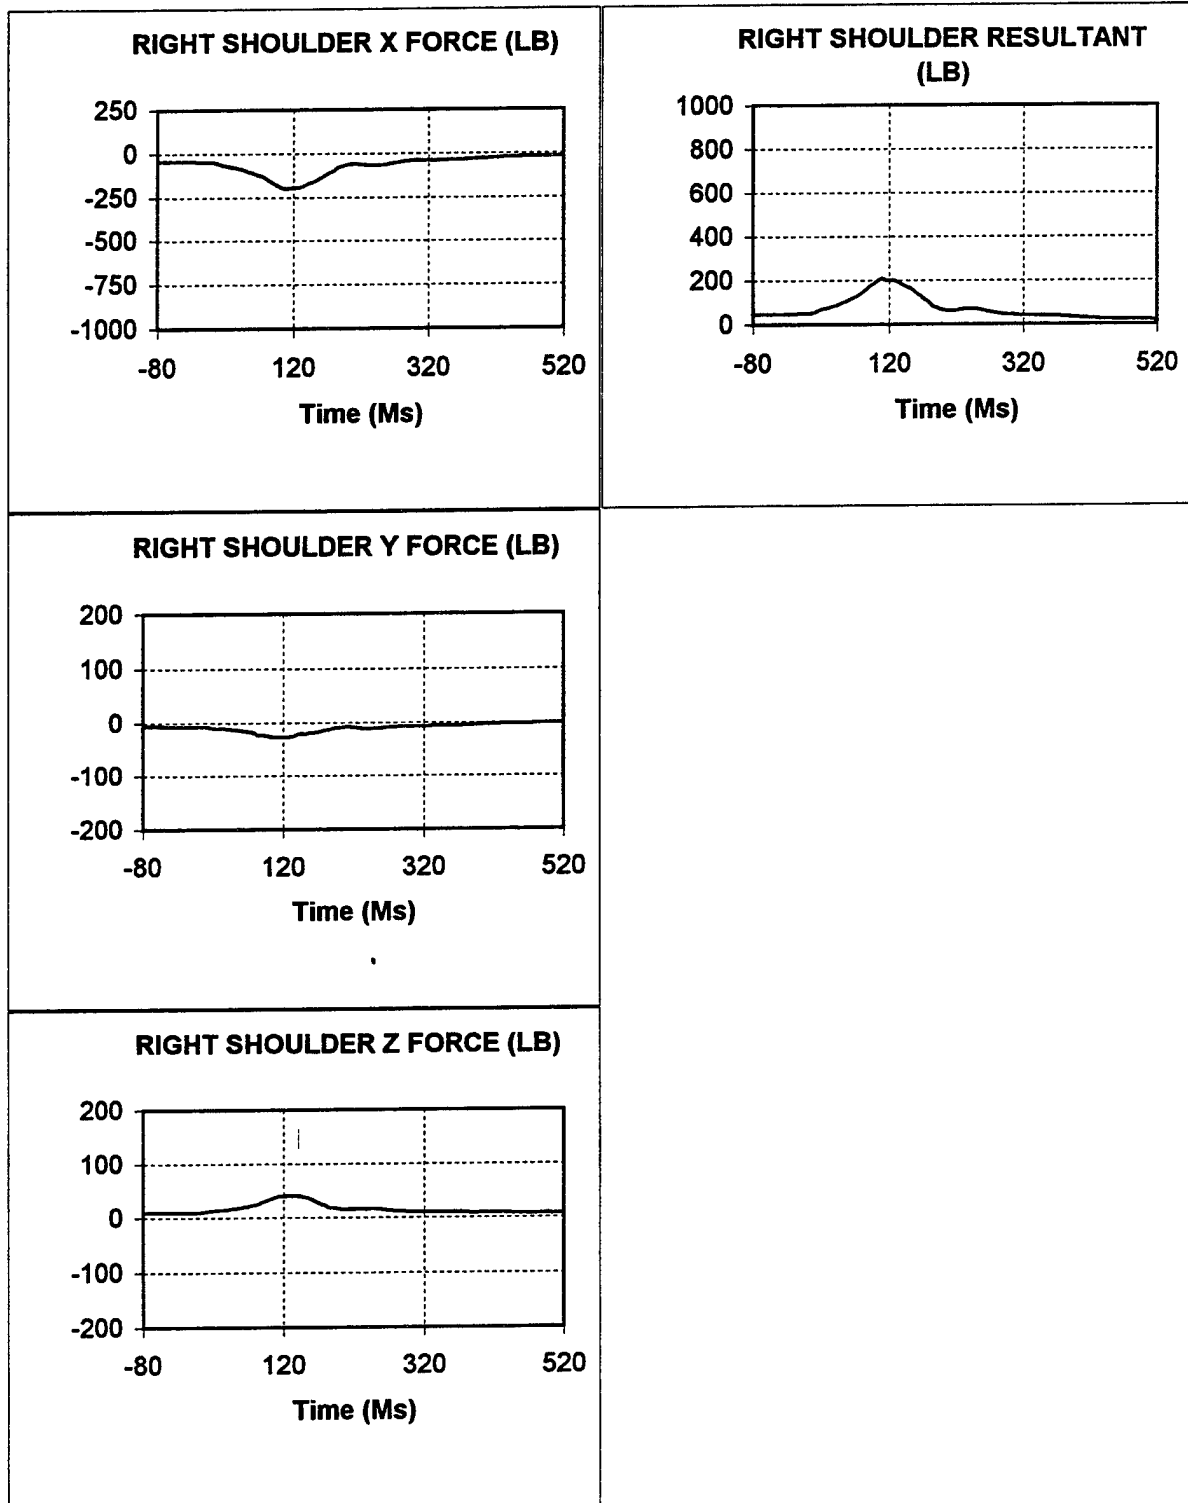 RIGHT SHOULDER X FORCE (LB)
250
0
-250
-500
-750
-1000
-80 120 320 520
Time (Ms)
RIGHT SHOULDER RESULTANT
(LB)
1000
800
600
400
200
0
-80 120 320 520
Time (Ms)
RIGHT SHOULDER Y FORCE (LB)
200
100
0
-100
-200
-80 120 320 520
Time (Ms)
RIGHT SHOULDER Z FORCE (LB)
200
100
0
-100
-200
-80 120 320 520
Time (Ms)